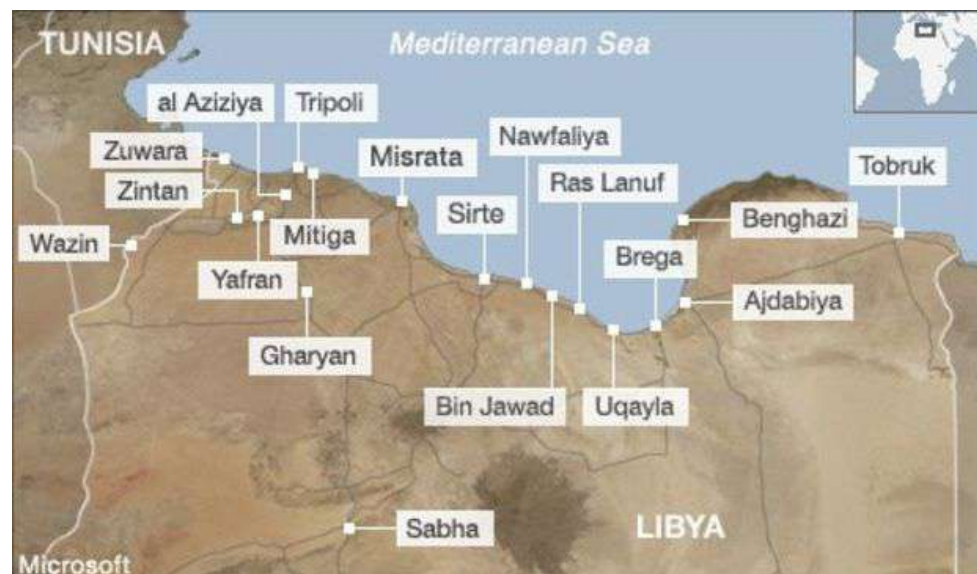 TUNISIA
Mediterranean Sea
al Aziziya
Tripoli
Nawfaliya
Zuwara
Misrata
Tobruk
Zintan
Ras Lanuf
Sirte
Benghazi
Wazin
Mitiga
Brega
Yafran
Ajdabiya
Gharyan
Bin Jawad
Uqayla
Sabha
LIBYA
Microsoft